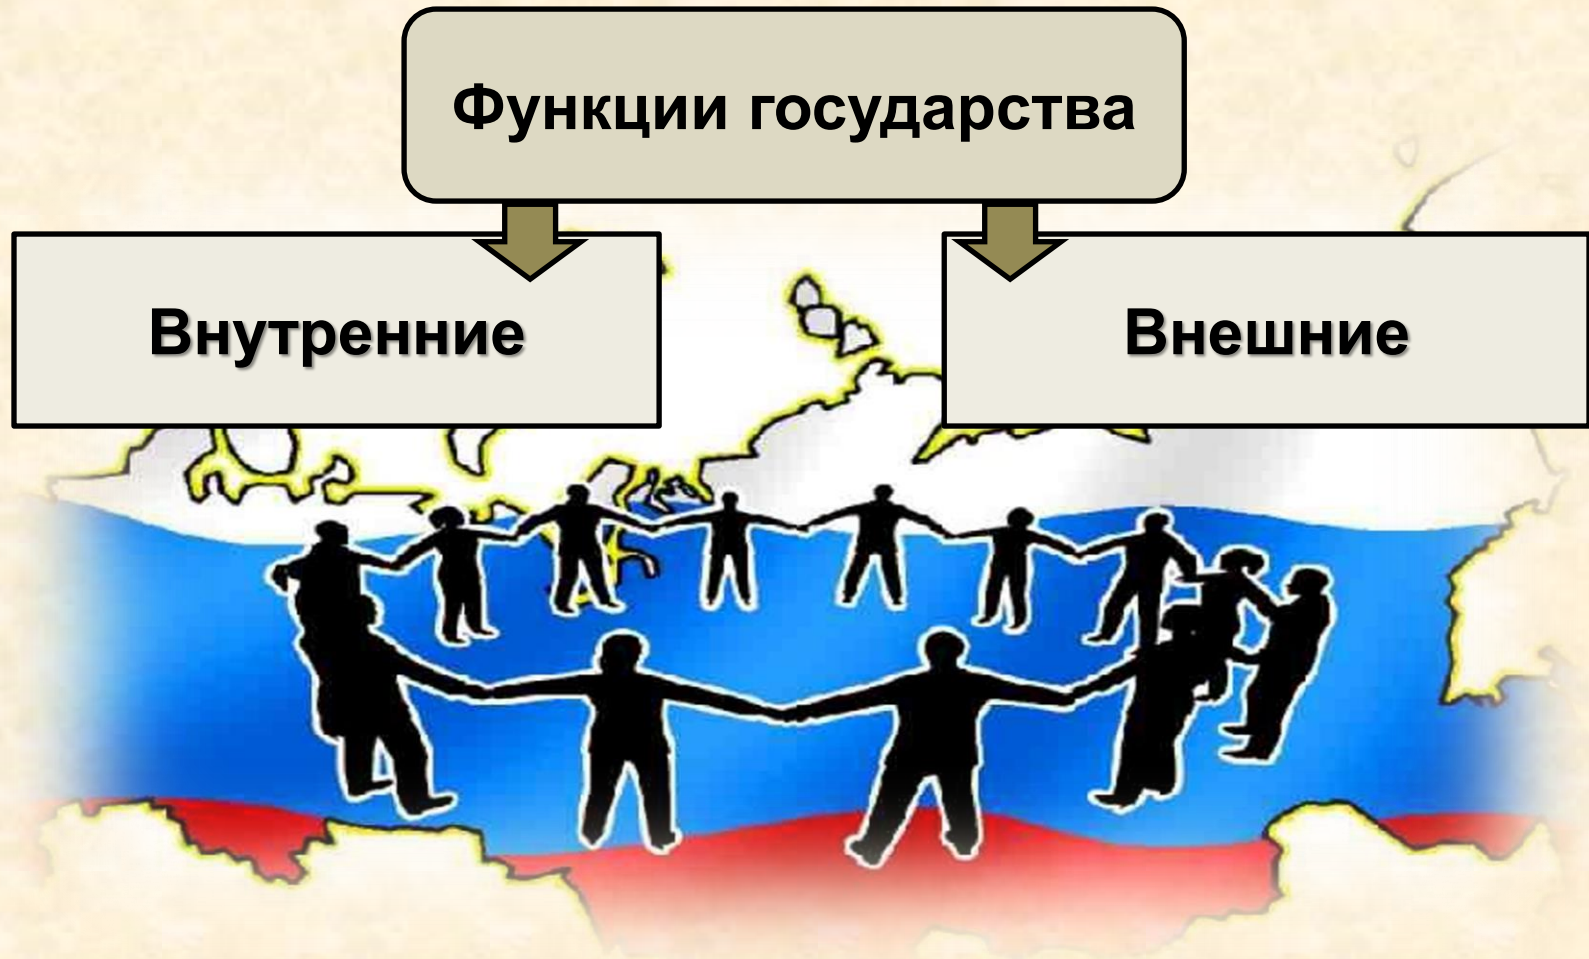 Функции государства
Внутренние
Внешние